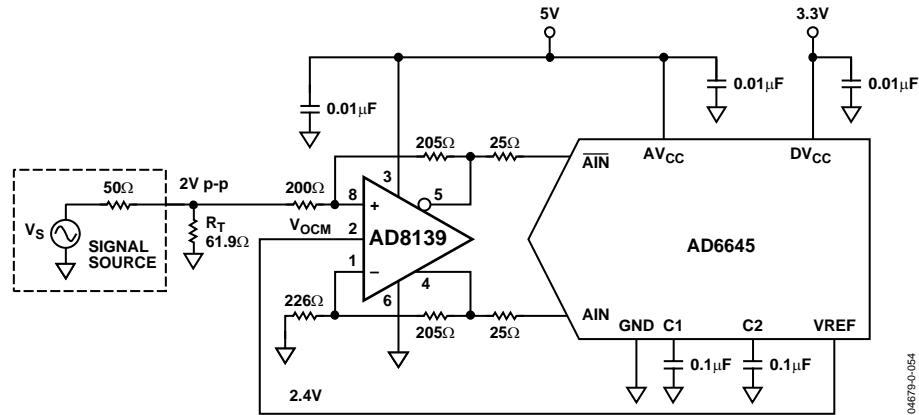 5V
3.3V
0.01µF
0.01µF
0.01µF
205Ω
25Ω
AIN
AVCC
DVCC
50Ω
2V p-p
200Ω
3
5
8
+
VS
SIGNAL
SOURCE
RT
61.9Ω
VOCM
2
AD8139
AD6645
1
–
4
6
226Ω
205Ω
25Ω
AIN
GND
C1
C2
VREF
0.1µF
0.1µF
2.4V
04679-0-054